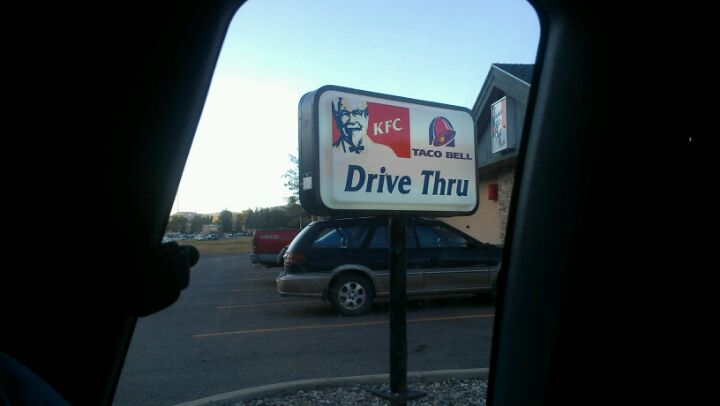 KFC
TACO BELL
Drive Thru